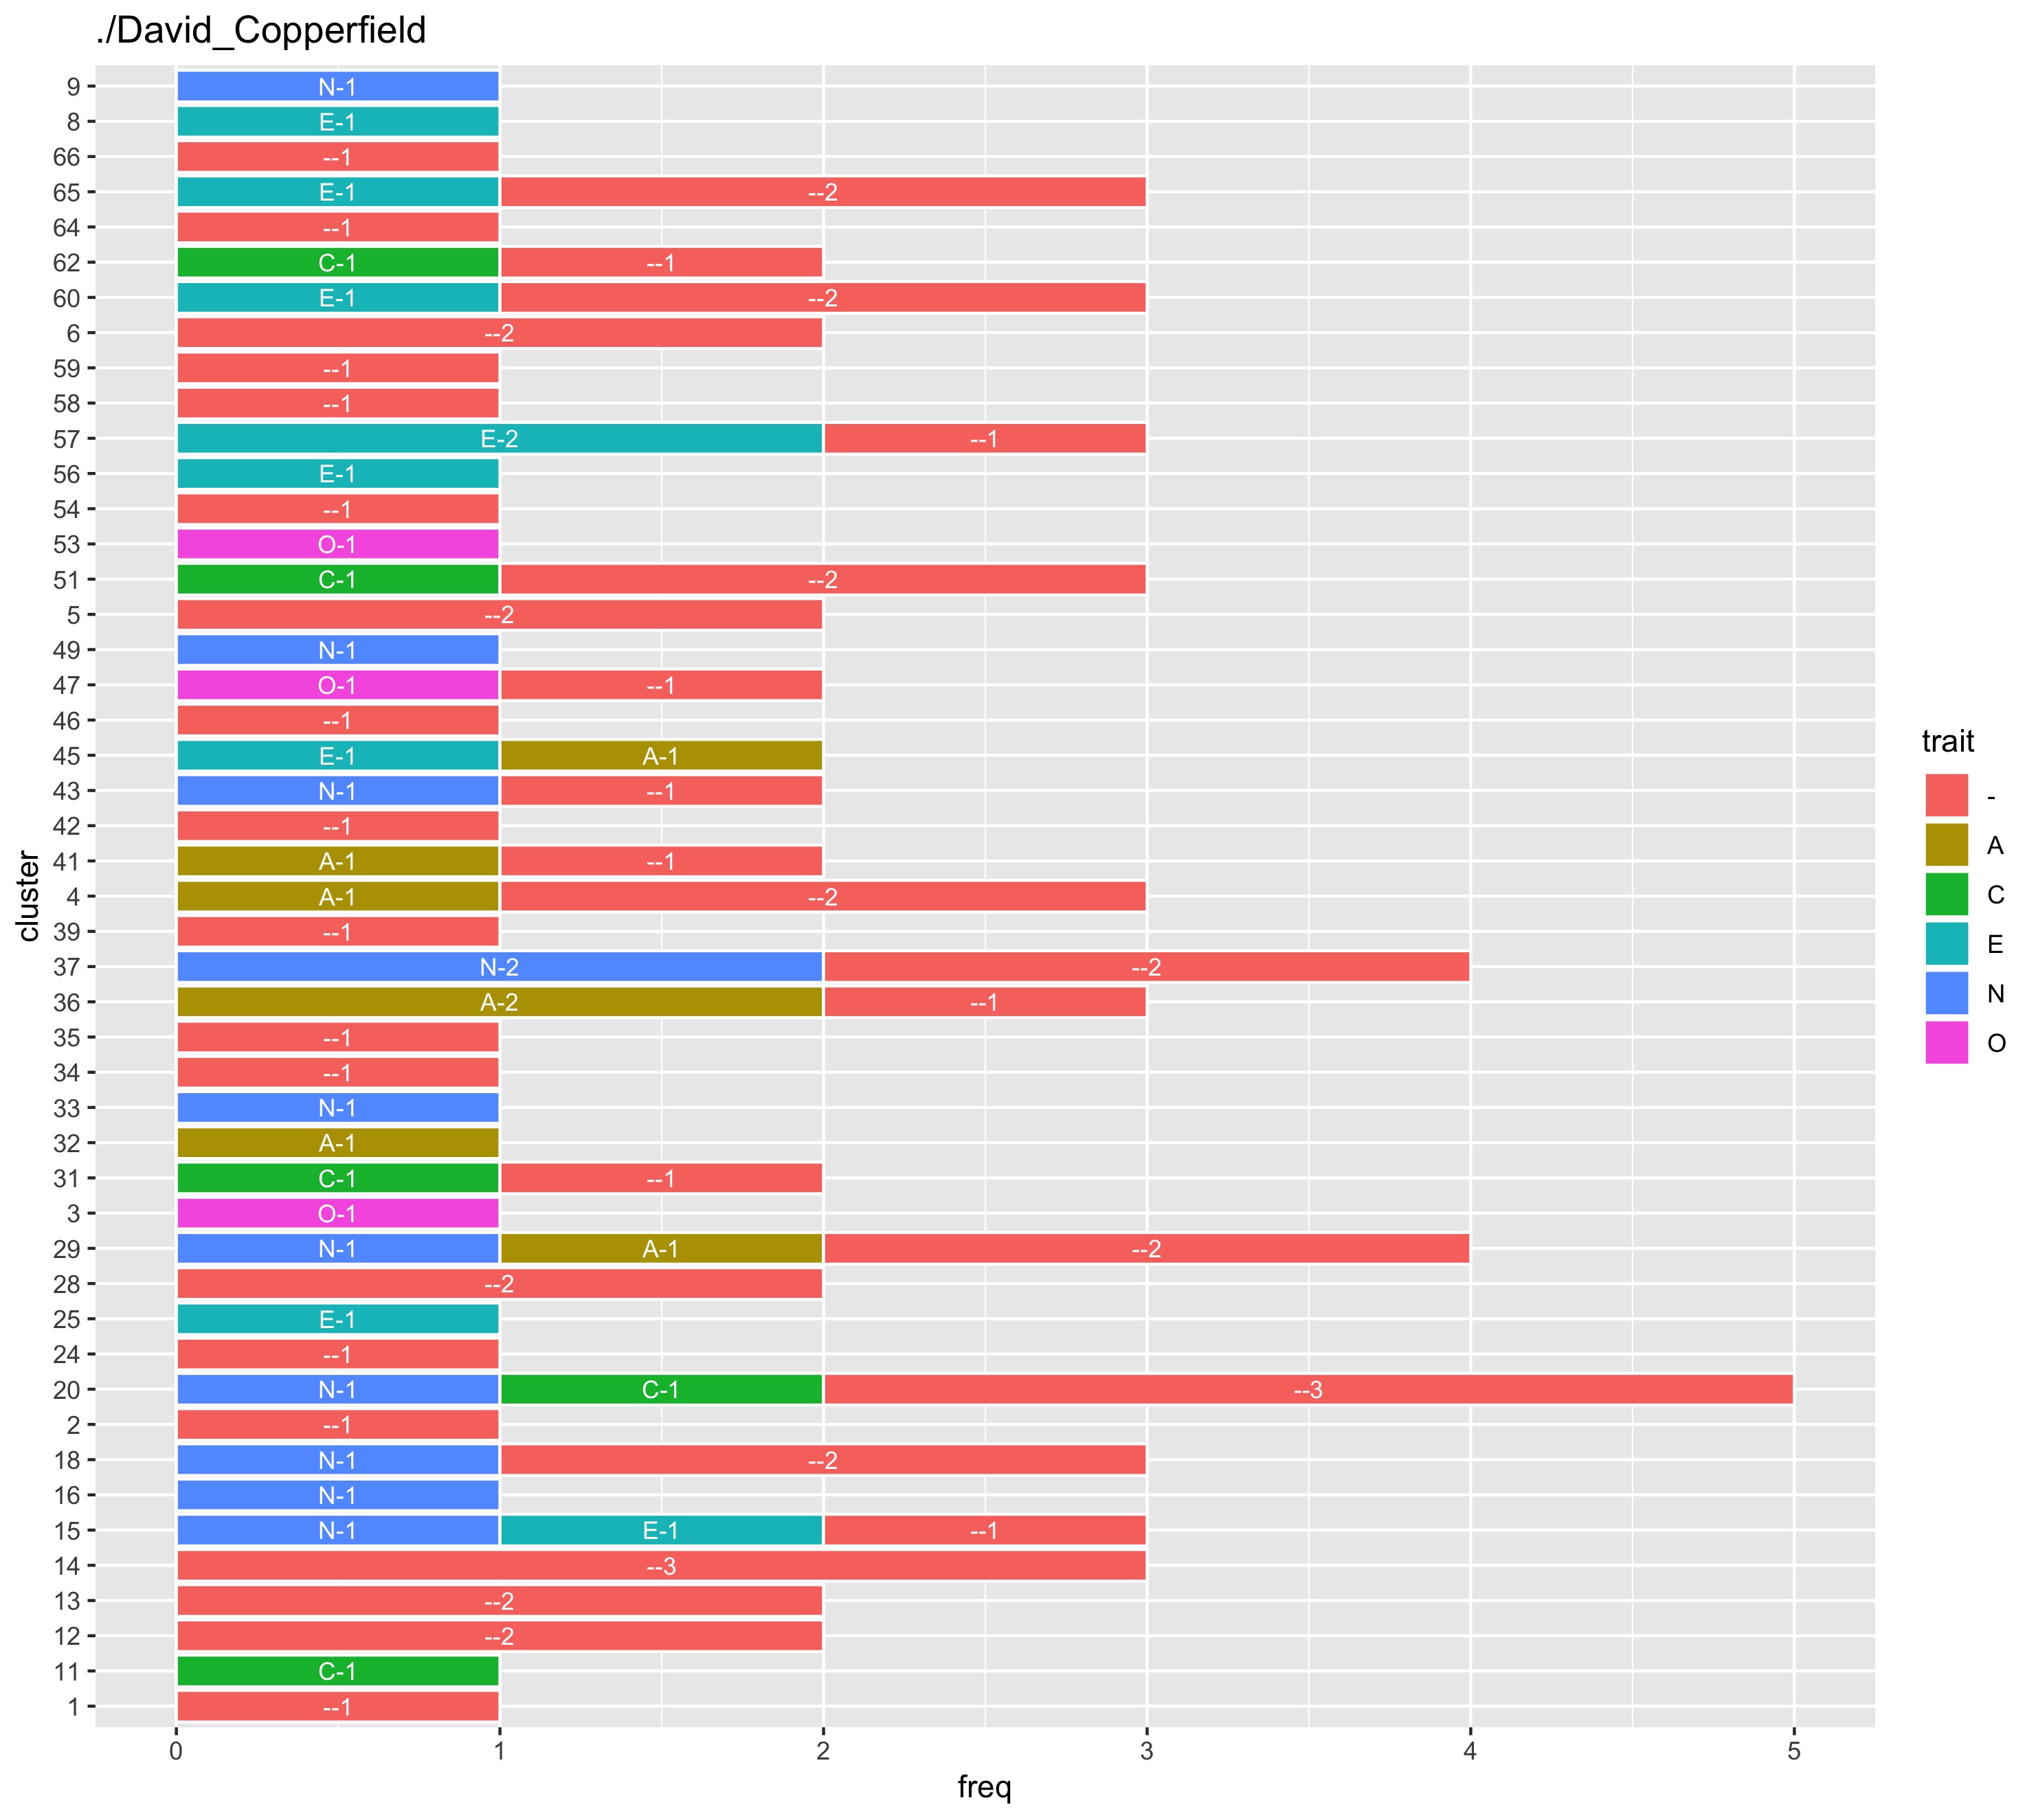 ./David_Copperfield
9 N-1
8 E-1
66 --1
65 E-1 --2
64 --1
62 C-1 --1
60 E-1 --2
6 --2
59 --1
58 --1
57 E-2 --1
56 E-1
54 --1
53 O-1
51 C-1 --2
5 --2
49 N-1
47 O-1 --1
46 --1
45 E-1 A-1
43 N-1 --1
42 --1
41 A-1 --1
4 A-1 --2
39 --1
37 N-2 --2
36 A-2 --1
35 --1
34 --1
33 N-1
32 A-1
31 C-1 --1
3 O-1
29 N-1 A-1 --2
28 --2
25 E-1
24 --1
20 N-1 C-1 --3
2 --1
18 N-1 --2
16 N-1
15 N-1 E-1 --1
14 --3
13 --2
12 --2
11 C-1
1 --1
0 1 2 3 4 5
freq
cluster
trait
-
A
C
E
N
O